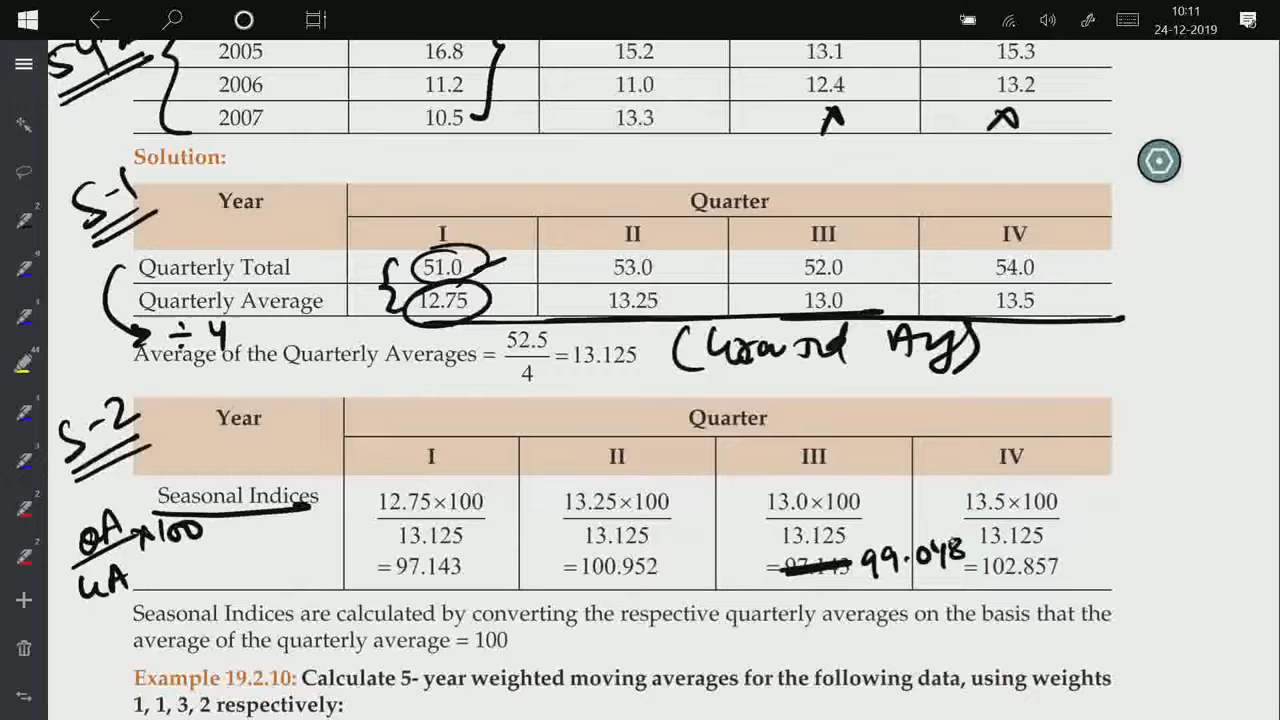 10:11
24-12-2019
2005 16.8 15.2 13.1 15.3
2006 11.2 11.0 12.4 13.2
2007 10.5 13.3
Solution:
S-1
Year Quarter
I II III IV
Quarterly Total 51.0 53.0 52.0 54.0
Quarterly Average 12.75 13.25 13.0 13.5
÷ 4
Average of the Quarterly Averages = 52.5/4 = 13.125 (Grand Avg)
S-2
Year Quarter
I II III IV
Seasonal Indices 12.75×100 13.25×100 13.0×100 13.5×100
13.125 13.125 13.125 13.125
=97.143 =100.952 =97.143 99.048 =102.857
QA
×100
GA
Seasonal Indices are calculated by converting the respective quarterly averages on the basis that the
average of the quarterly average = 100
Example 19.2.10: Calculate 5- year weighted moving averages for the following data, using weights
1, 1, 3, 2 respectively: